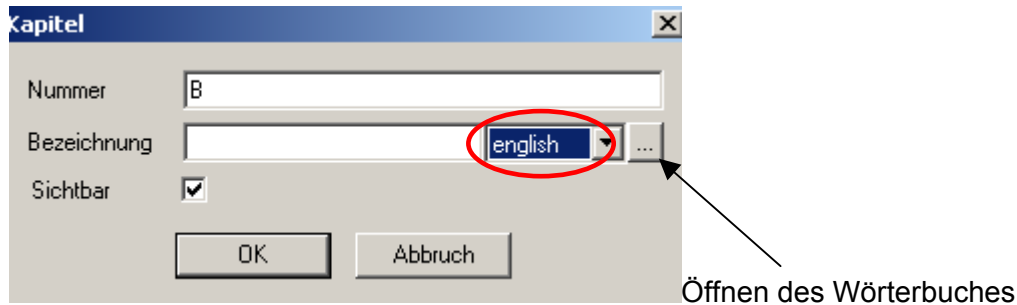 Kapitel
Nummer B
Bezeichnung english ...
Sichtbar
OK Abbruch
Öffnen des Wörterbuches